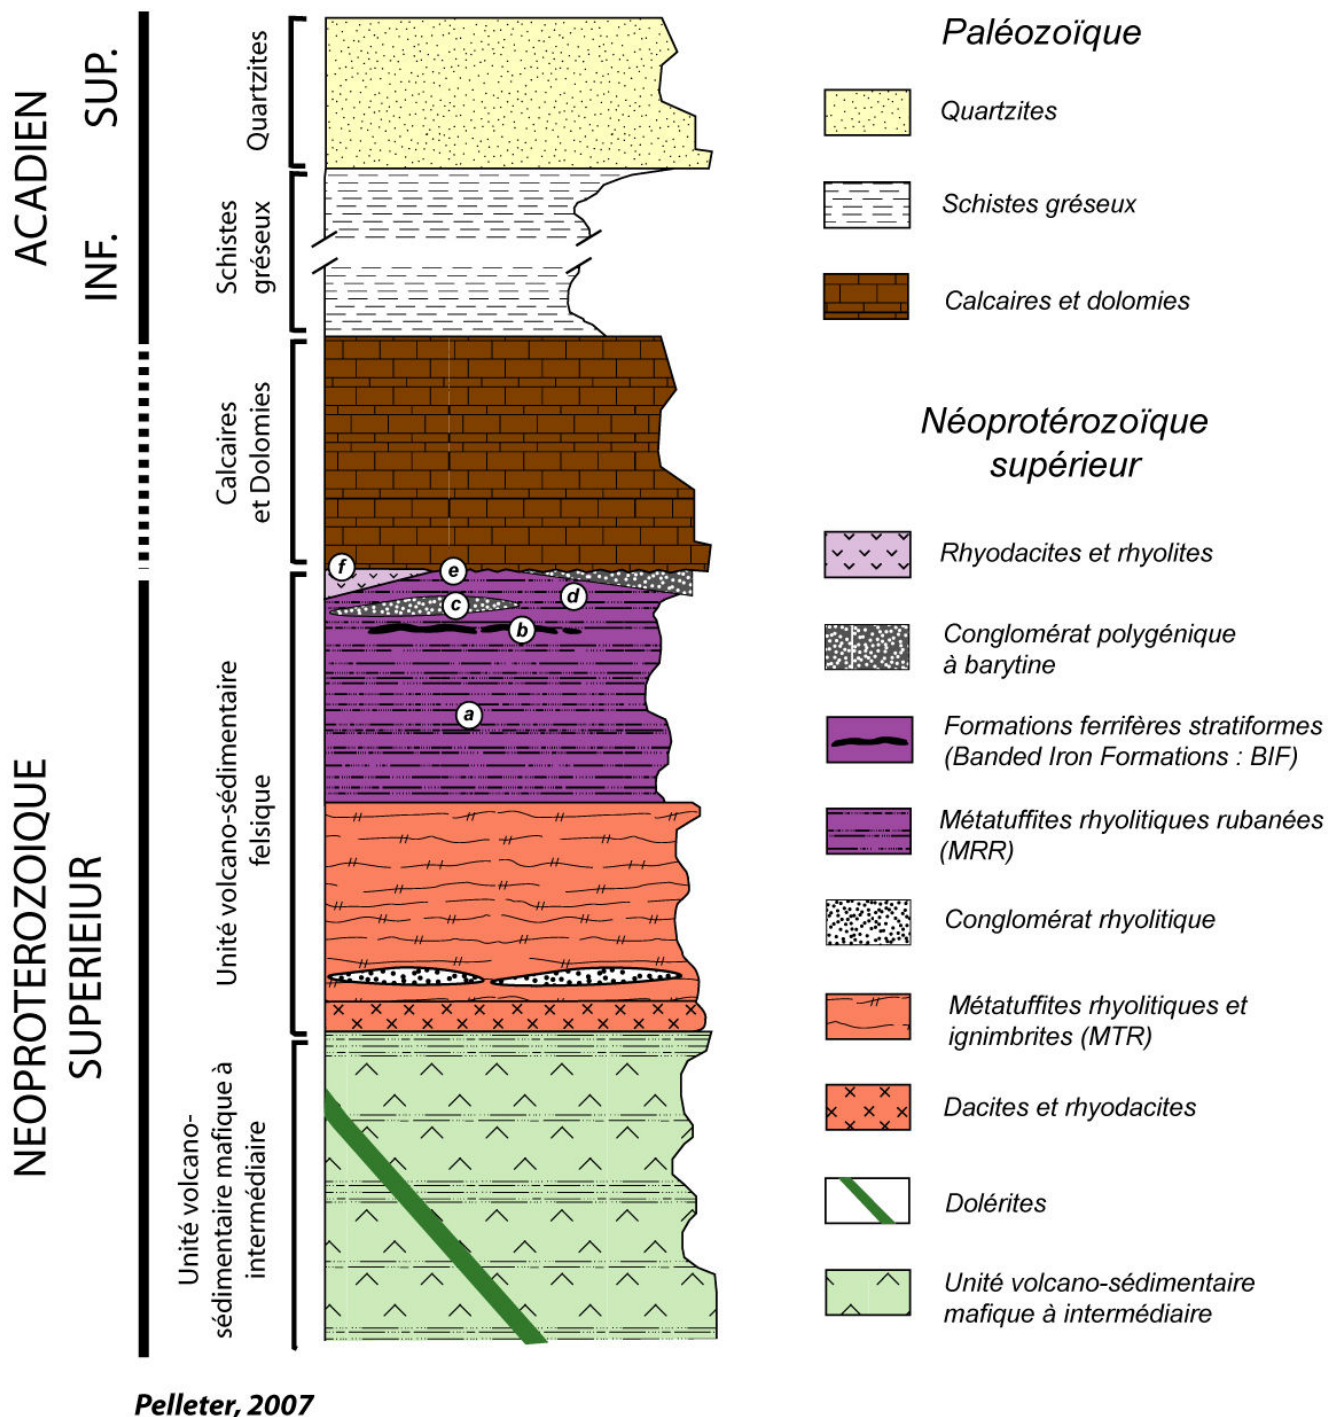 ACADIEN
SUP.
INF.
NEOPROTEROZOIQUE
SUPERIEIUR
Quartzites
Schistes
gréseux
Calcaires
et Dolomies
Unité volcano-sédimentaire
felsique
Unité volcano-
sédimentaire mafique à
intermédiaire
f
e
d
c
b
a
Paléozoïque
Quartzites
Schistes gréseux
Calcaires et dolomies
Néoprotérozoïque
supérieur
Rhyodacites et rhyolites
Conglomérat polygénique
à barytine
Formations ferrifères stratiformes
(Banded Iron Formations : BIF)
Métatuffites rhyolitiques rubanées
(MRR)
Conglomérat rhyolitique
Métatuffites rhyolitiques et
ignimbrites (MTR)
Dacites et rhyodacites
Dolérites
Unité volcano-sédimentaire
mafique à intermédiaire
Pelleter, 2007